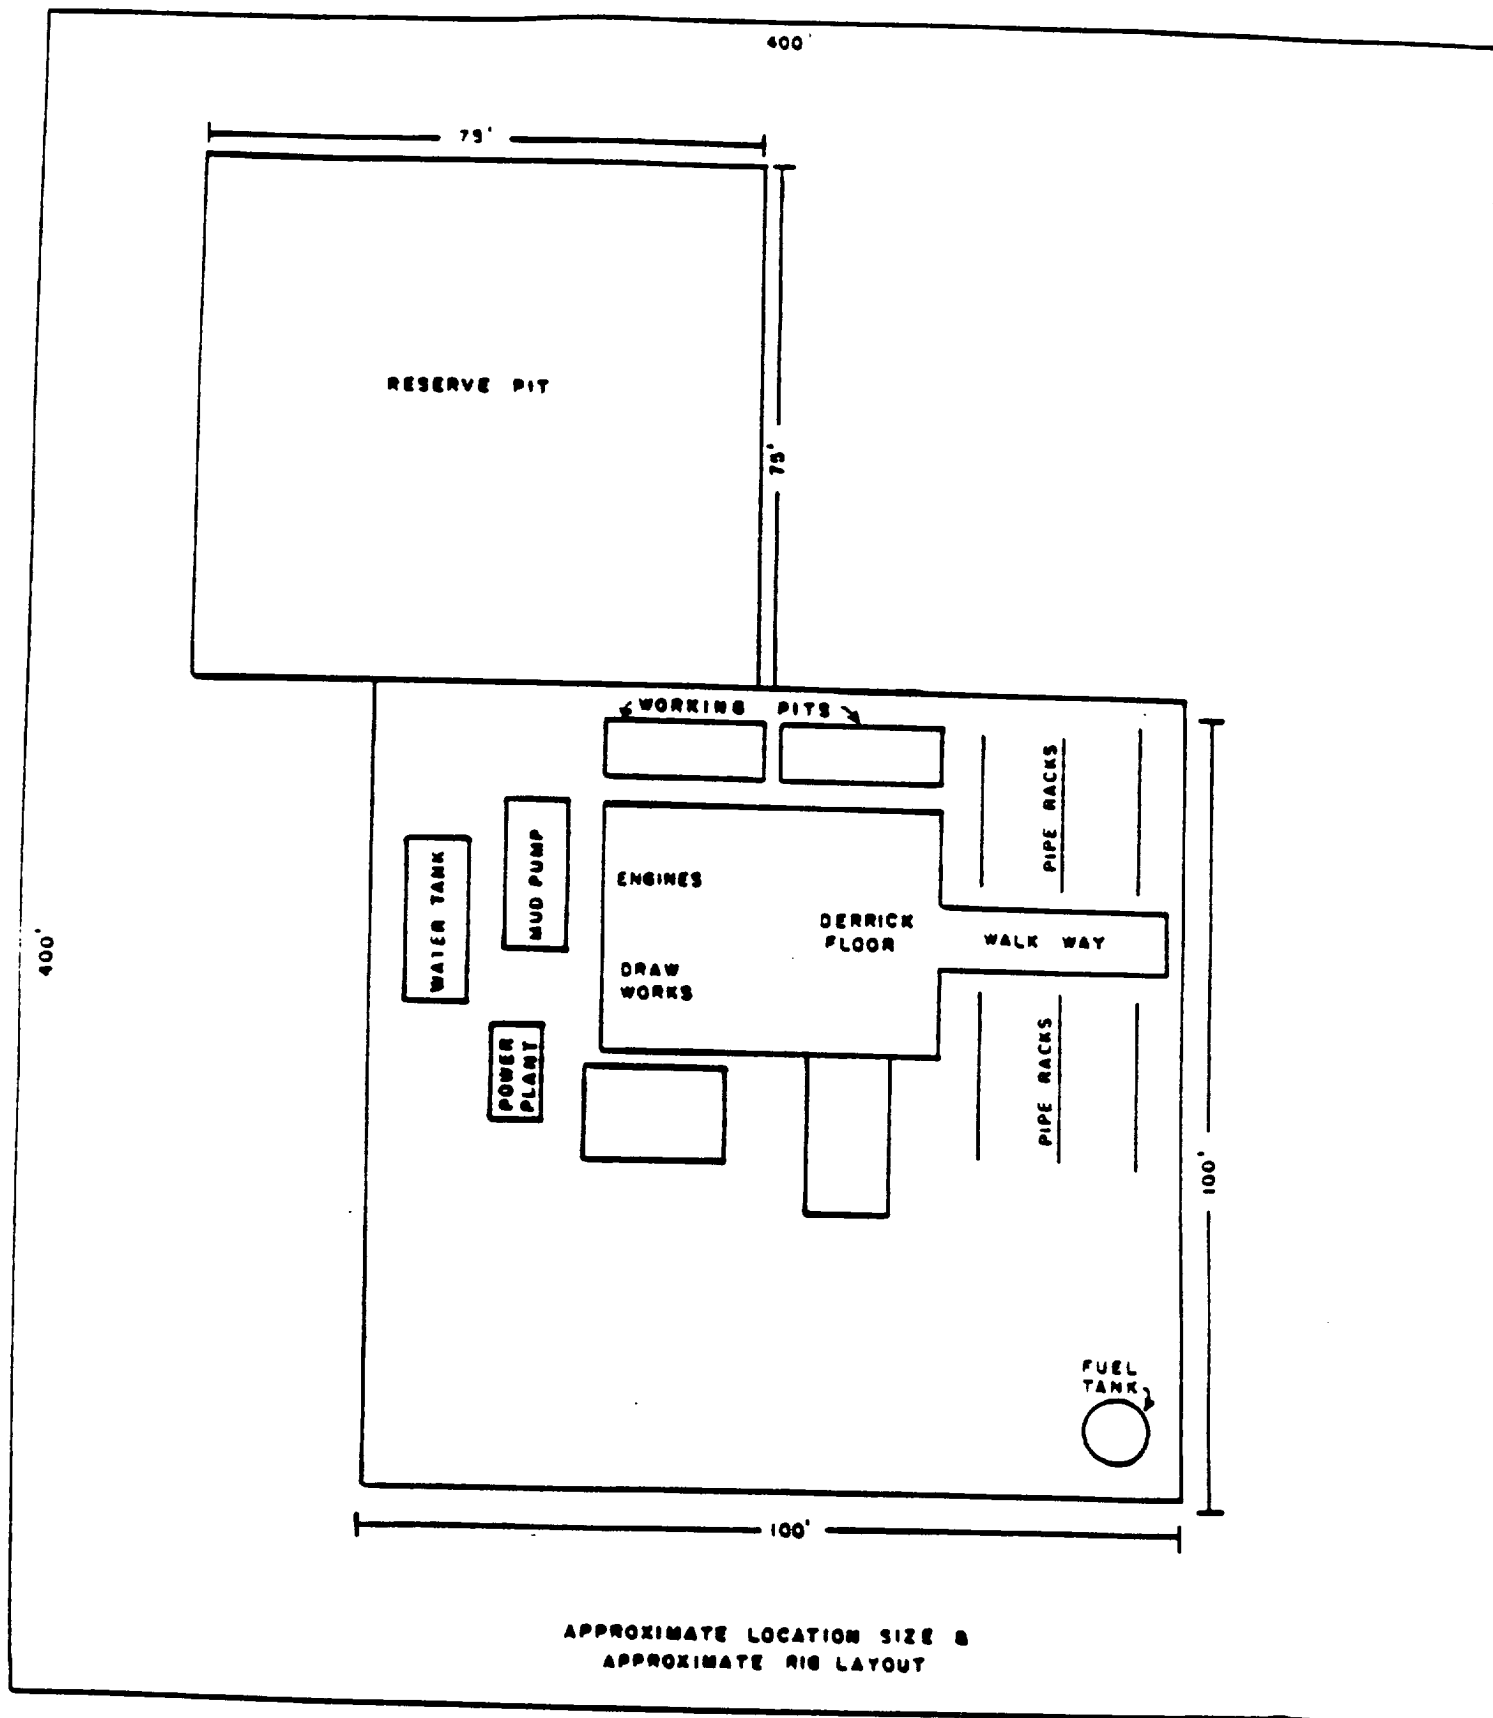 400'
75'
RESERVE PIT
75'
WORKING PITS
PIPE RACKS
MUD PUMP
WATER TANK
ENGINES
DERRICK
FLOOR
WALK WAY
400'
DRAW
WORKS
PIPE RACKS
POWER
PLANT
100'
FUEL
TANK
100'
APPROXIMATE LOCATION SIZE &
APPROXIMATE RIG LAYOUT